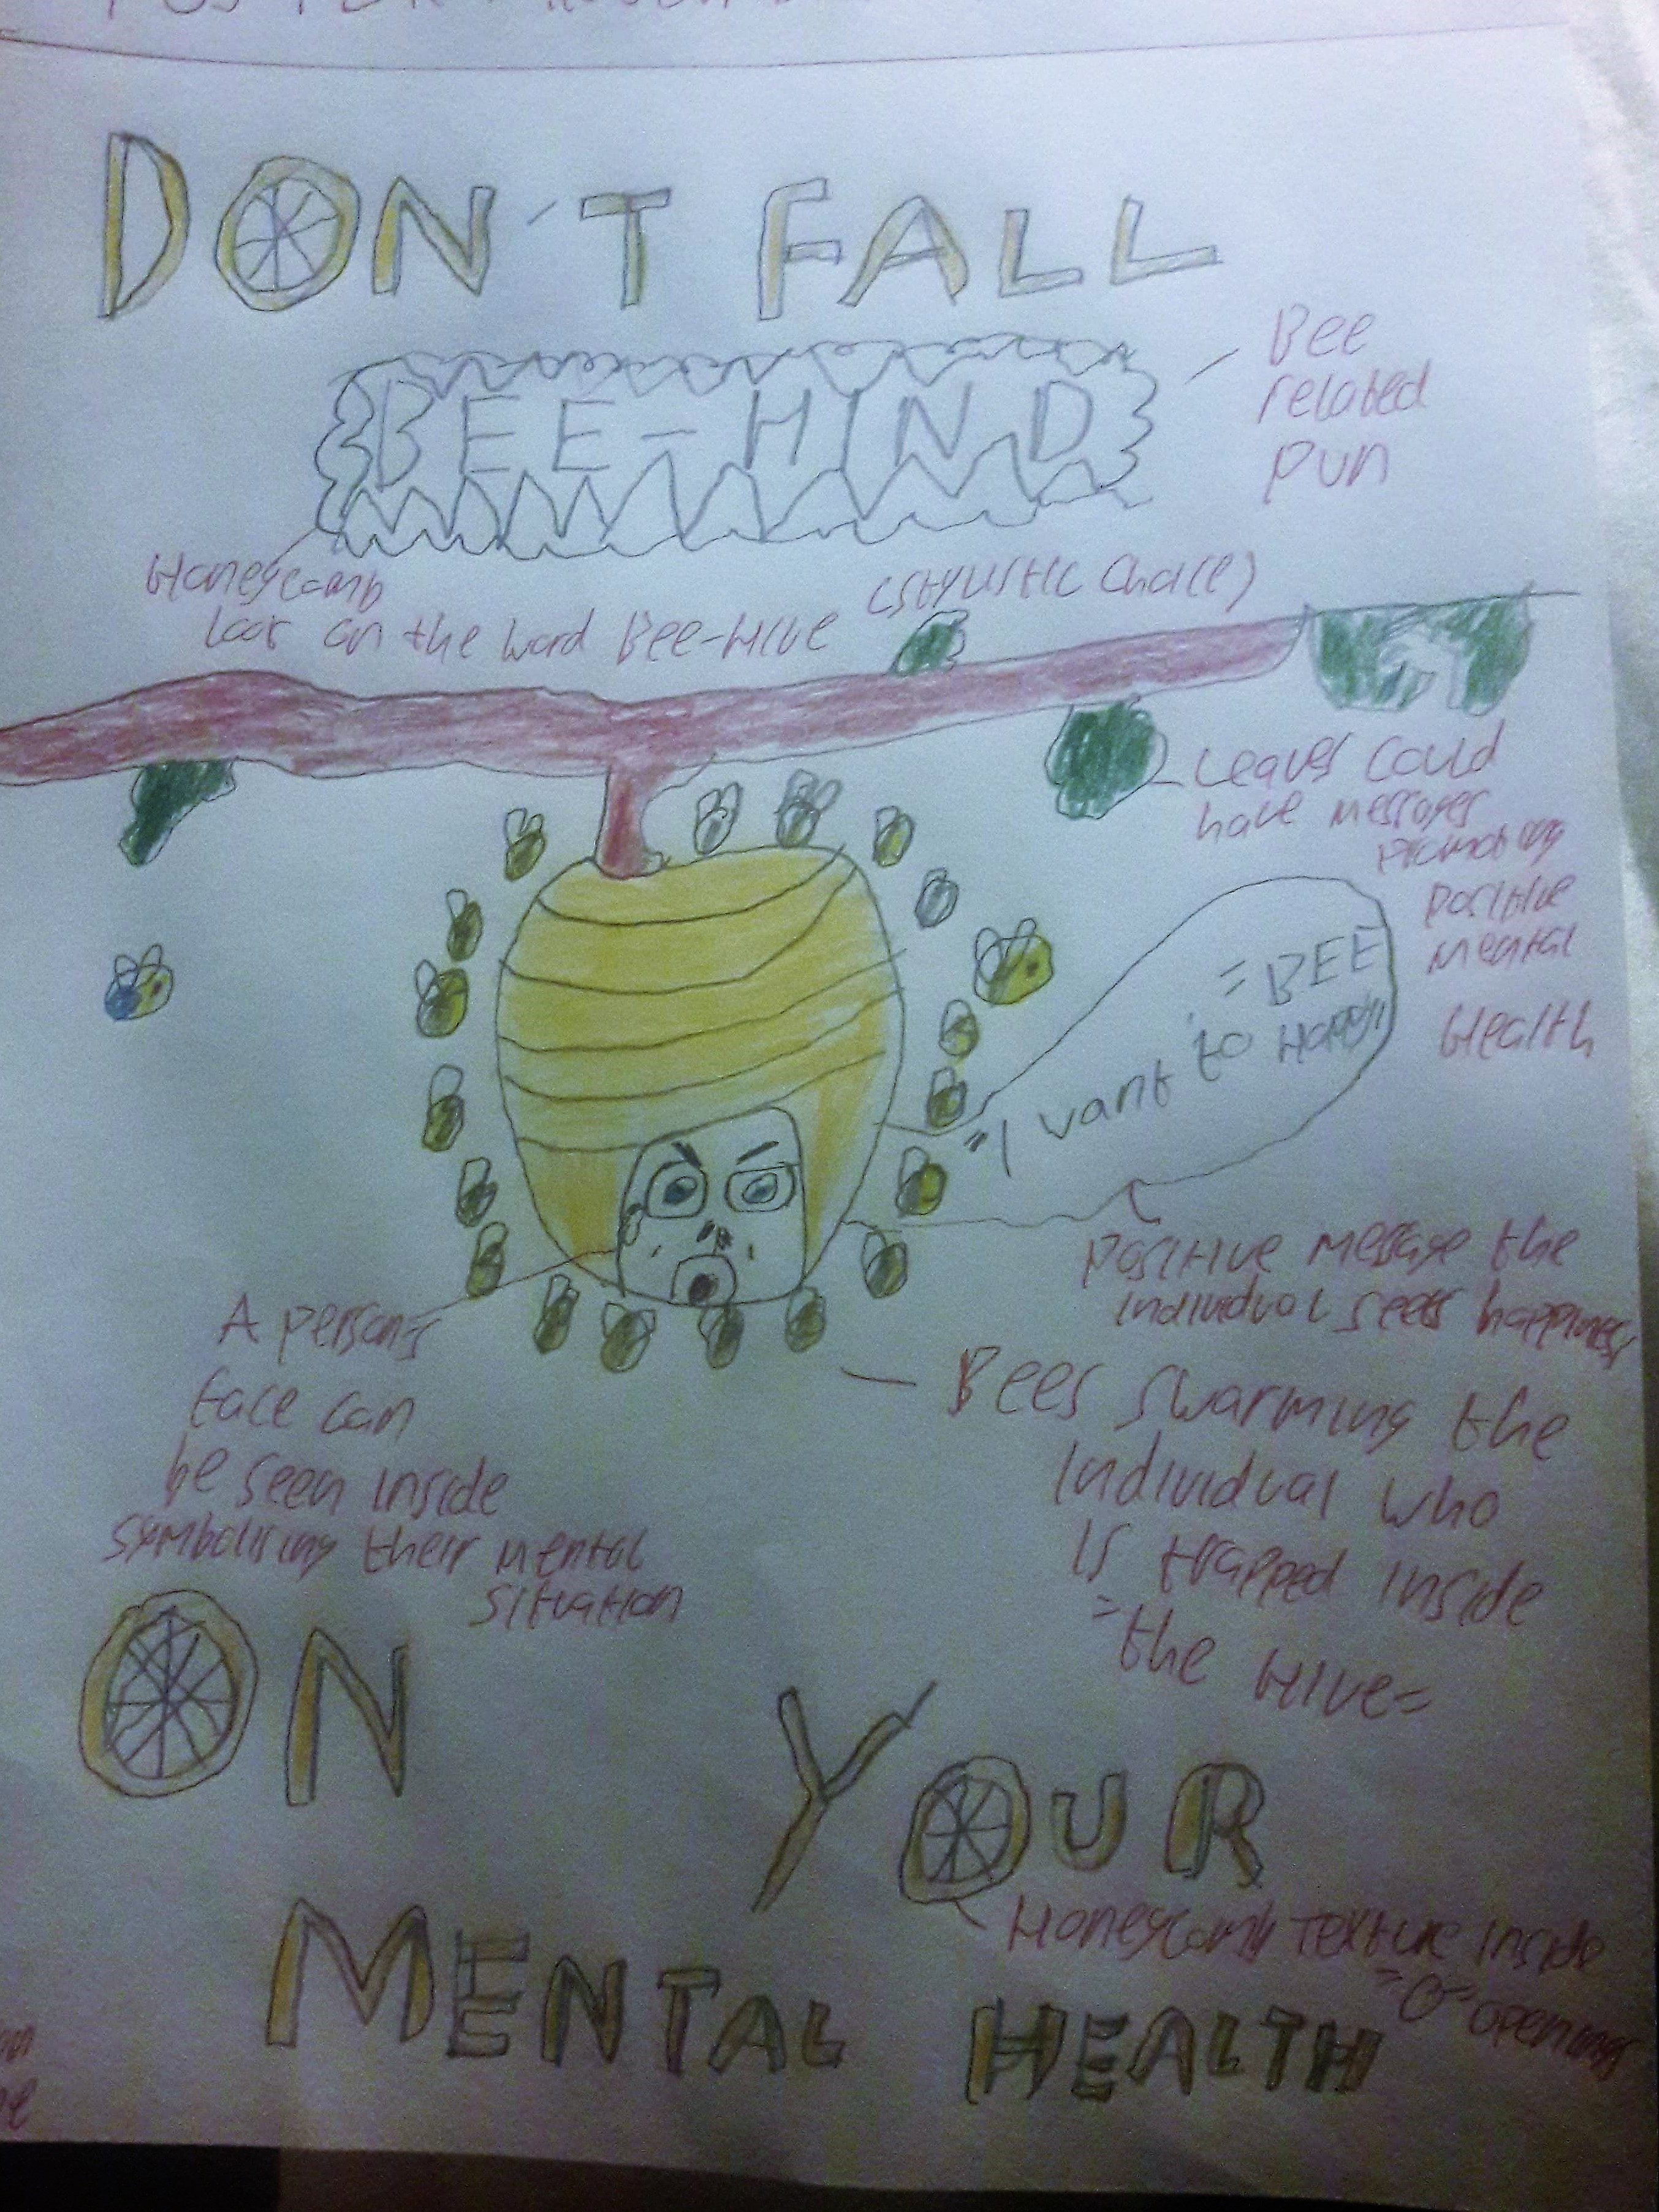 DON'T FALL
BEE-HIND
Bee
related
pun
Honeycomb
look on the word Bee-Hive (stylistic choice)
Leaves could
have messages
promoting
positive
mental
Health
"BEE
"I want to Happy"
Positive message the
individual seeks happiness
A person's
face can
be seen inside
symbolising their mental
situation
Bees swarming the
individual who
is trapped inside
"the Hive"
ON YOUR
Honeycomb Texture inside
"O" openings
MENTAL HEALTH